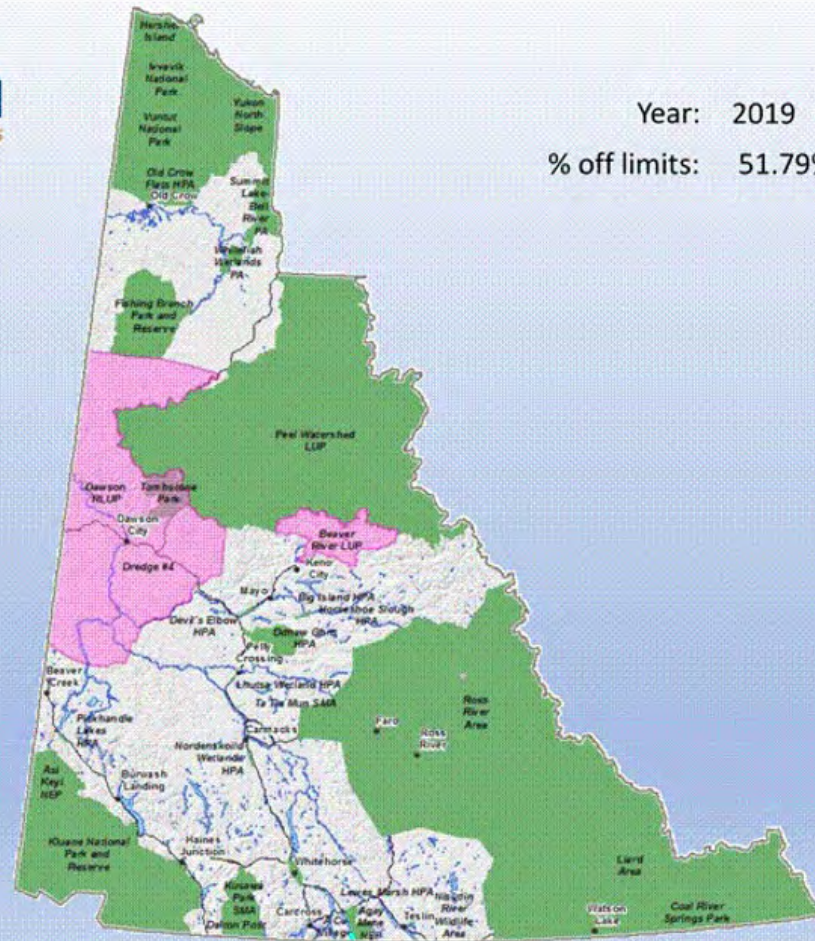 Year: 2019
% off limits: 51.79%
Island
Ivvavik
National
Park
Vuntut
National
Park
Yukon
North
Slope
Old Crow
Flats HPA
Old Crow
Summit
Lake-
Bell
River
PA
Whitefish
Wetlands
PA
Fishing Branch
Park and
Reserve
Peel Watershed
LUP
Dawson
RLUP
Tombstone
Park
Dawson
City
Beaver
River LUP
Dredge #4
Keno
City
Mayo
Big Island HPA
Horseshoe Slough
HPA
Devil's Elbow
HPA
HPA
Pelly
Crossing
Lhutsa Wetland HPA
Ta Tla Mun SMA
Beaver
Creek
Pickhandle
Lakes
HPA
Ross
River
Area
Faro
Ross
River
Carmacks
Nordenskiold
Wetlands
HPA
Asi
Keyi
NEP
Burwash
Landing
Kluane National
Park and
Reserve
Haines
Junction
Whitehorse
Liard
Area
Kusawa
Park
SMA
Lewes Marsh HPA
Nisutlin
River
Wildlife
Area
Carcross
Agay
Mene
NEP
Teslin
Watson
Lake
Coal River
Springs Park